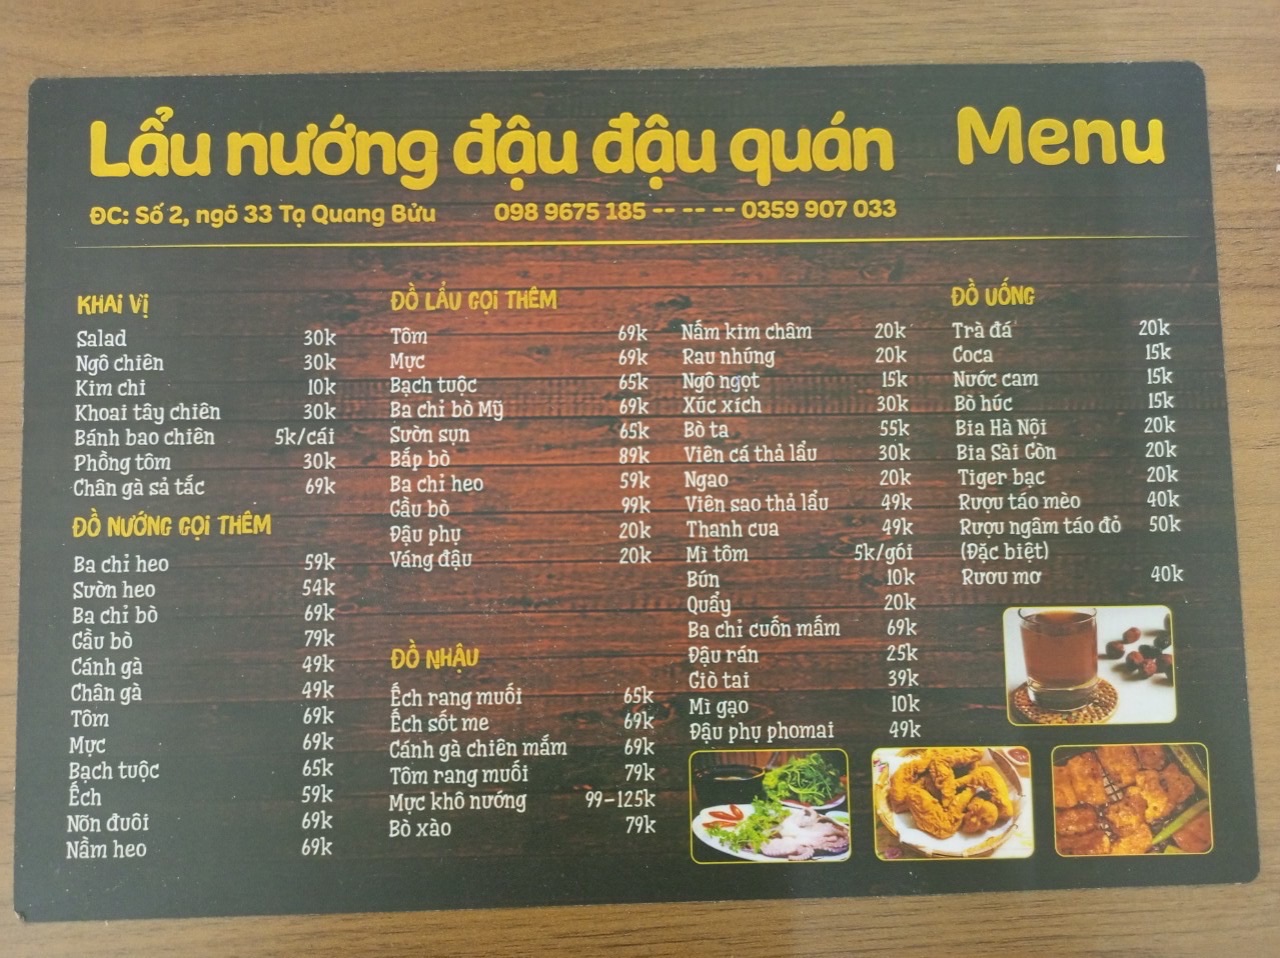 Lẩu nướng đậu đậu quán
Menu
ĐC: Số 2, ngõ 33 Tạ Quang Bửu 098 9675 185 -- -- -- 0359 907 033
KHAI VỊ
Salad 30k
Ngô chiên 30k
Kim chi 10k
Khoai tây chiên 30k
Bánh bao chiên 5k/cái
Phồng tôm 30k
Chân gà sả tắc 69k
ĐỒ NƯỚNG GỌI THÊM
Ba chỉ heo 59k
Sườn heo 54k
Ba chỉ bò 69k
Gầu bò 79k
Cánh gà 49k
Chân gà 49k
Tôm 69k
Mực 69k
Bạch tuộc 65k
Ếch 59k
Nõn đuôi 69k
Nầm heo 69k
ĐỒ LẨU GỌI THÊM
Tôm 69k
Mực 69k
Bạch tuộc 65k
Ba chỉ bò Mỹ 69k
Sườn sụn 65k
Bắp bò 89k
Ba chỉ heo 59k
Gầu bò 99k
Đậu phụ 20k
Váng đậu 20k
ĐỒ NHẬU
Ếch rang muối 65k
Ếch sốt me 69k
Cánh gà chiên mắm 69k
Tôm rang muối 79k
Mực khô nướng 99-125k
Bò xào 79k
Nấm kim châm 20k
Rau nhúng 20k
Ngô ngọt 15k
Xúc xích 30k
Bò ta 55k
Viên cá thả lẩu 30k
Ngao 20k
Viên sao thả lẩu 49k
Thanh cua 49k
Mì tôm 5k/gói
Bún 10k
Quẩy 20k
Ba chỉ cuốn mắm 69k
Đậu rán 25k
Giò tai 39k
Mì gạo 10k
Đậu phụ phomai 49k
ĐỒ UỐNG
Trà đá 20k
Coca 15k
Nước cam 15k
Bò húc 15k
Bia Hà Nội 20k
Bia Sài Gòn 20k
Tiger bạc 20k
Rượu táo mèo 40k
Rượu ngâm táo đỏ 50k
(Đặc biệt)
Rươu mơ 40k